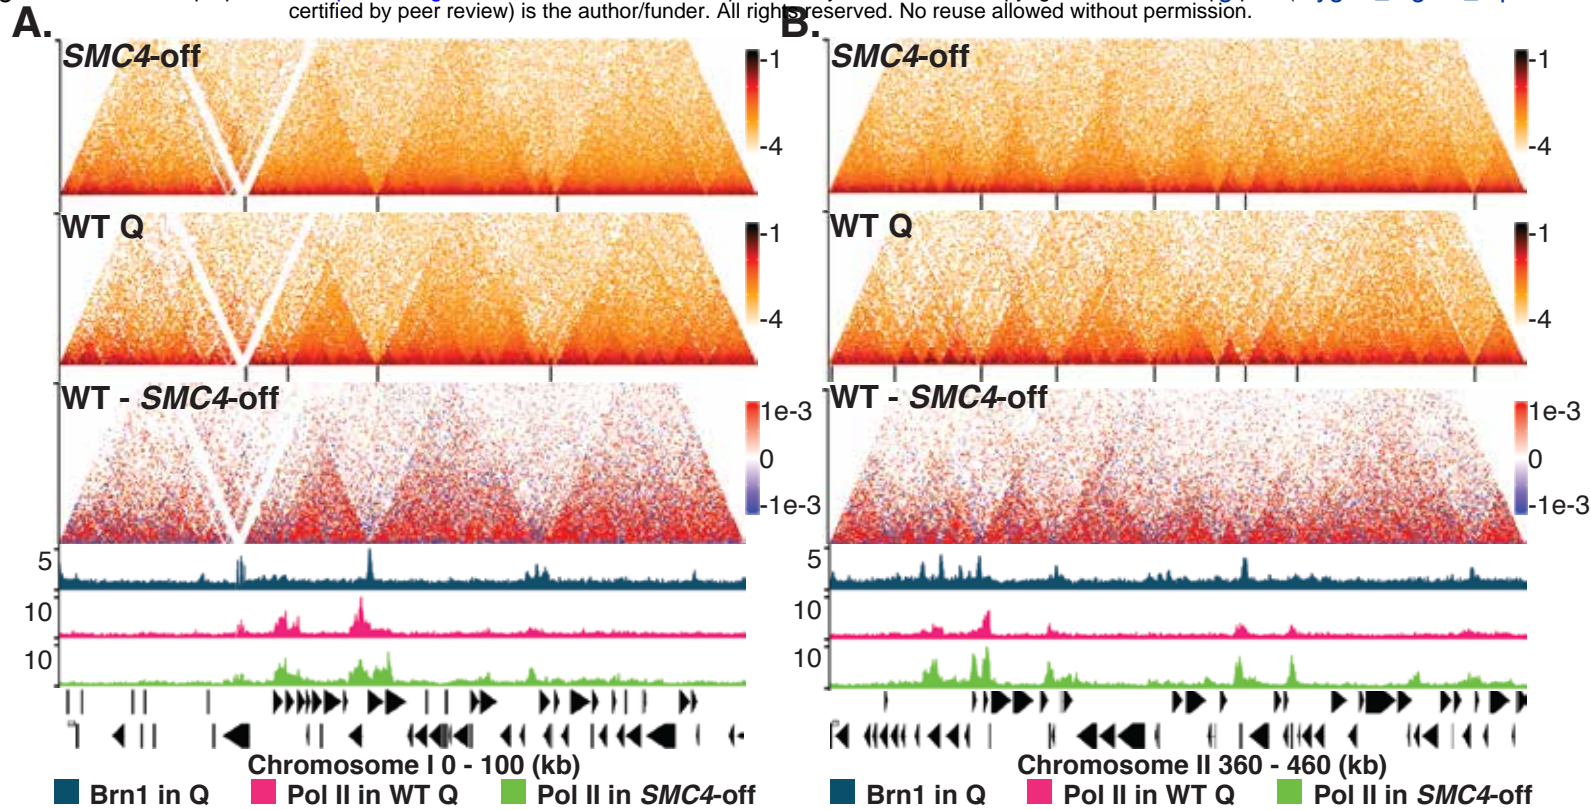 certified by peer review) is the author/funder. All rights reserved. No reuse allowed without permission.
A.
SMC4-off
-1
-4
WT Q
-1
-4
WT - SMC4-off
1e-3
0
-1e-3
5
10
10
Chromosome I 0 - 100 (kb)
Brn1 in Q
Pol II in WT Q
Pol II in SMC4-off
B.
SMC4-off
-1
-4
WT Q
-1
-4
WT - SMC4-off
1e-3
0
-1e-3
5
10
10
Chromosome II 360 - 460 (kb)
Brn1 in Q
Pol II in WT Q
Pol II in SMC4-off